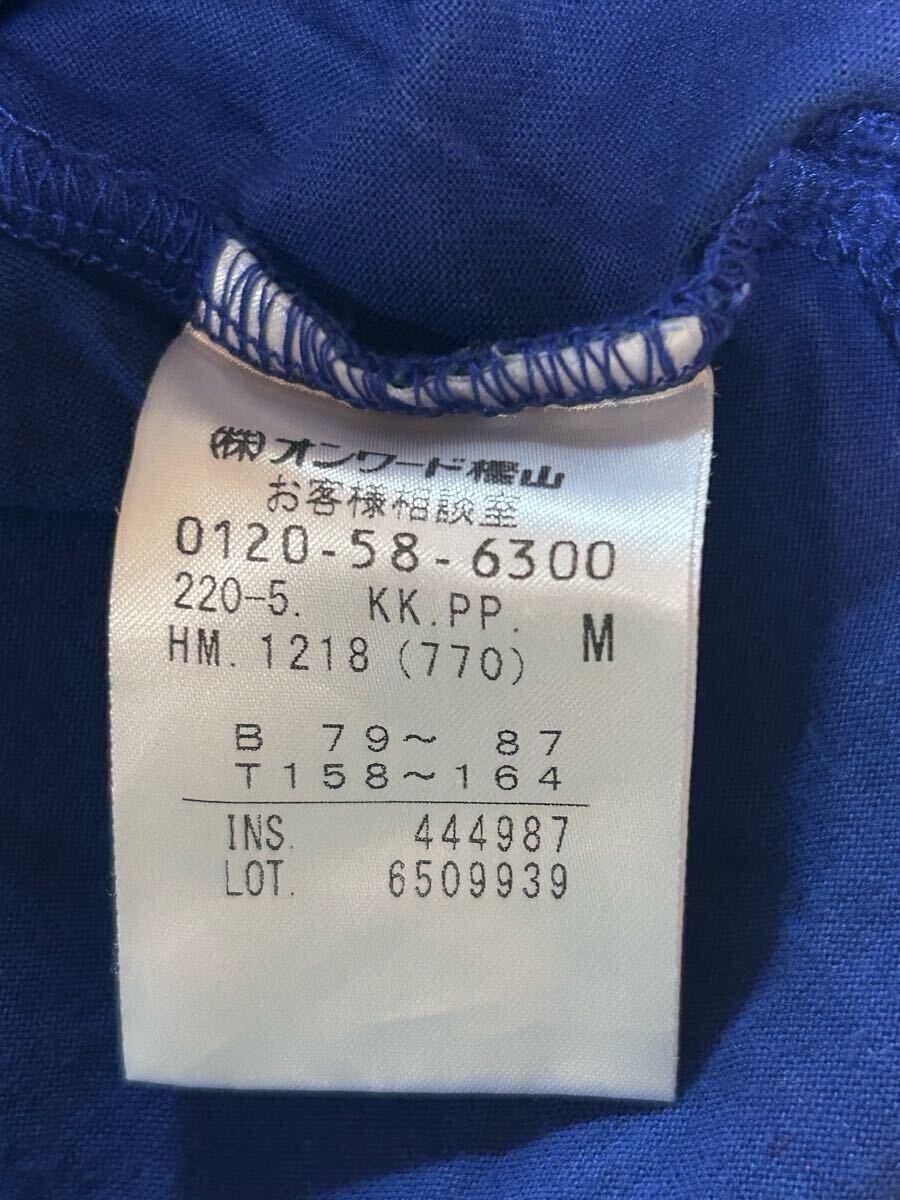 (株)オンワード樫山
お客様相談室
0120-58-6300
220-5. KK.PP. M
HM. 1218 (770)
B 79～ 87
T158～164
INS. 444987
LOT. 6509939